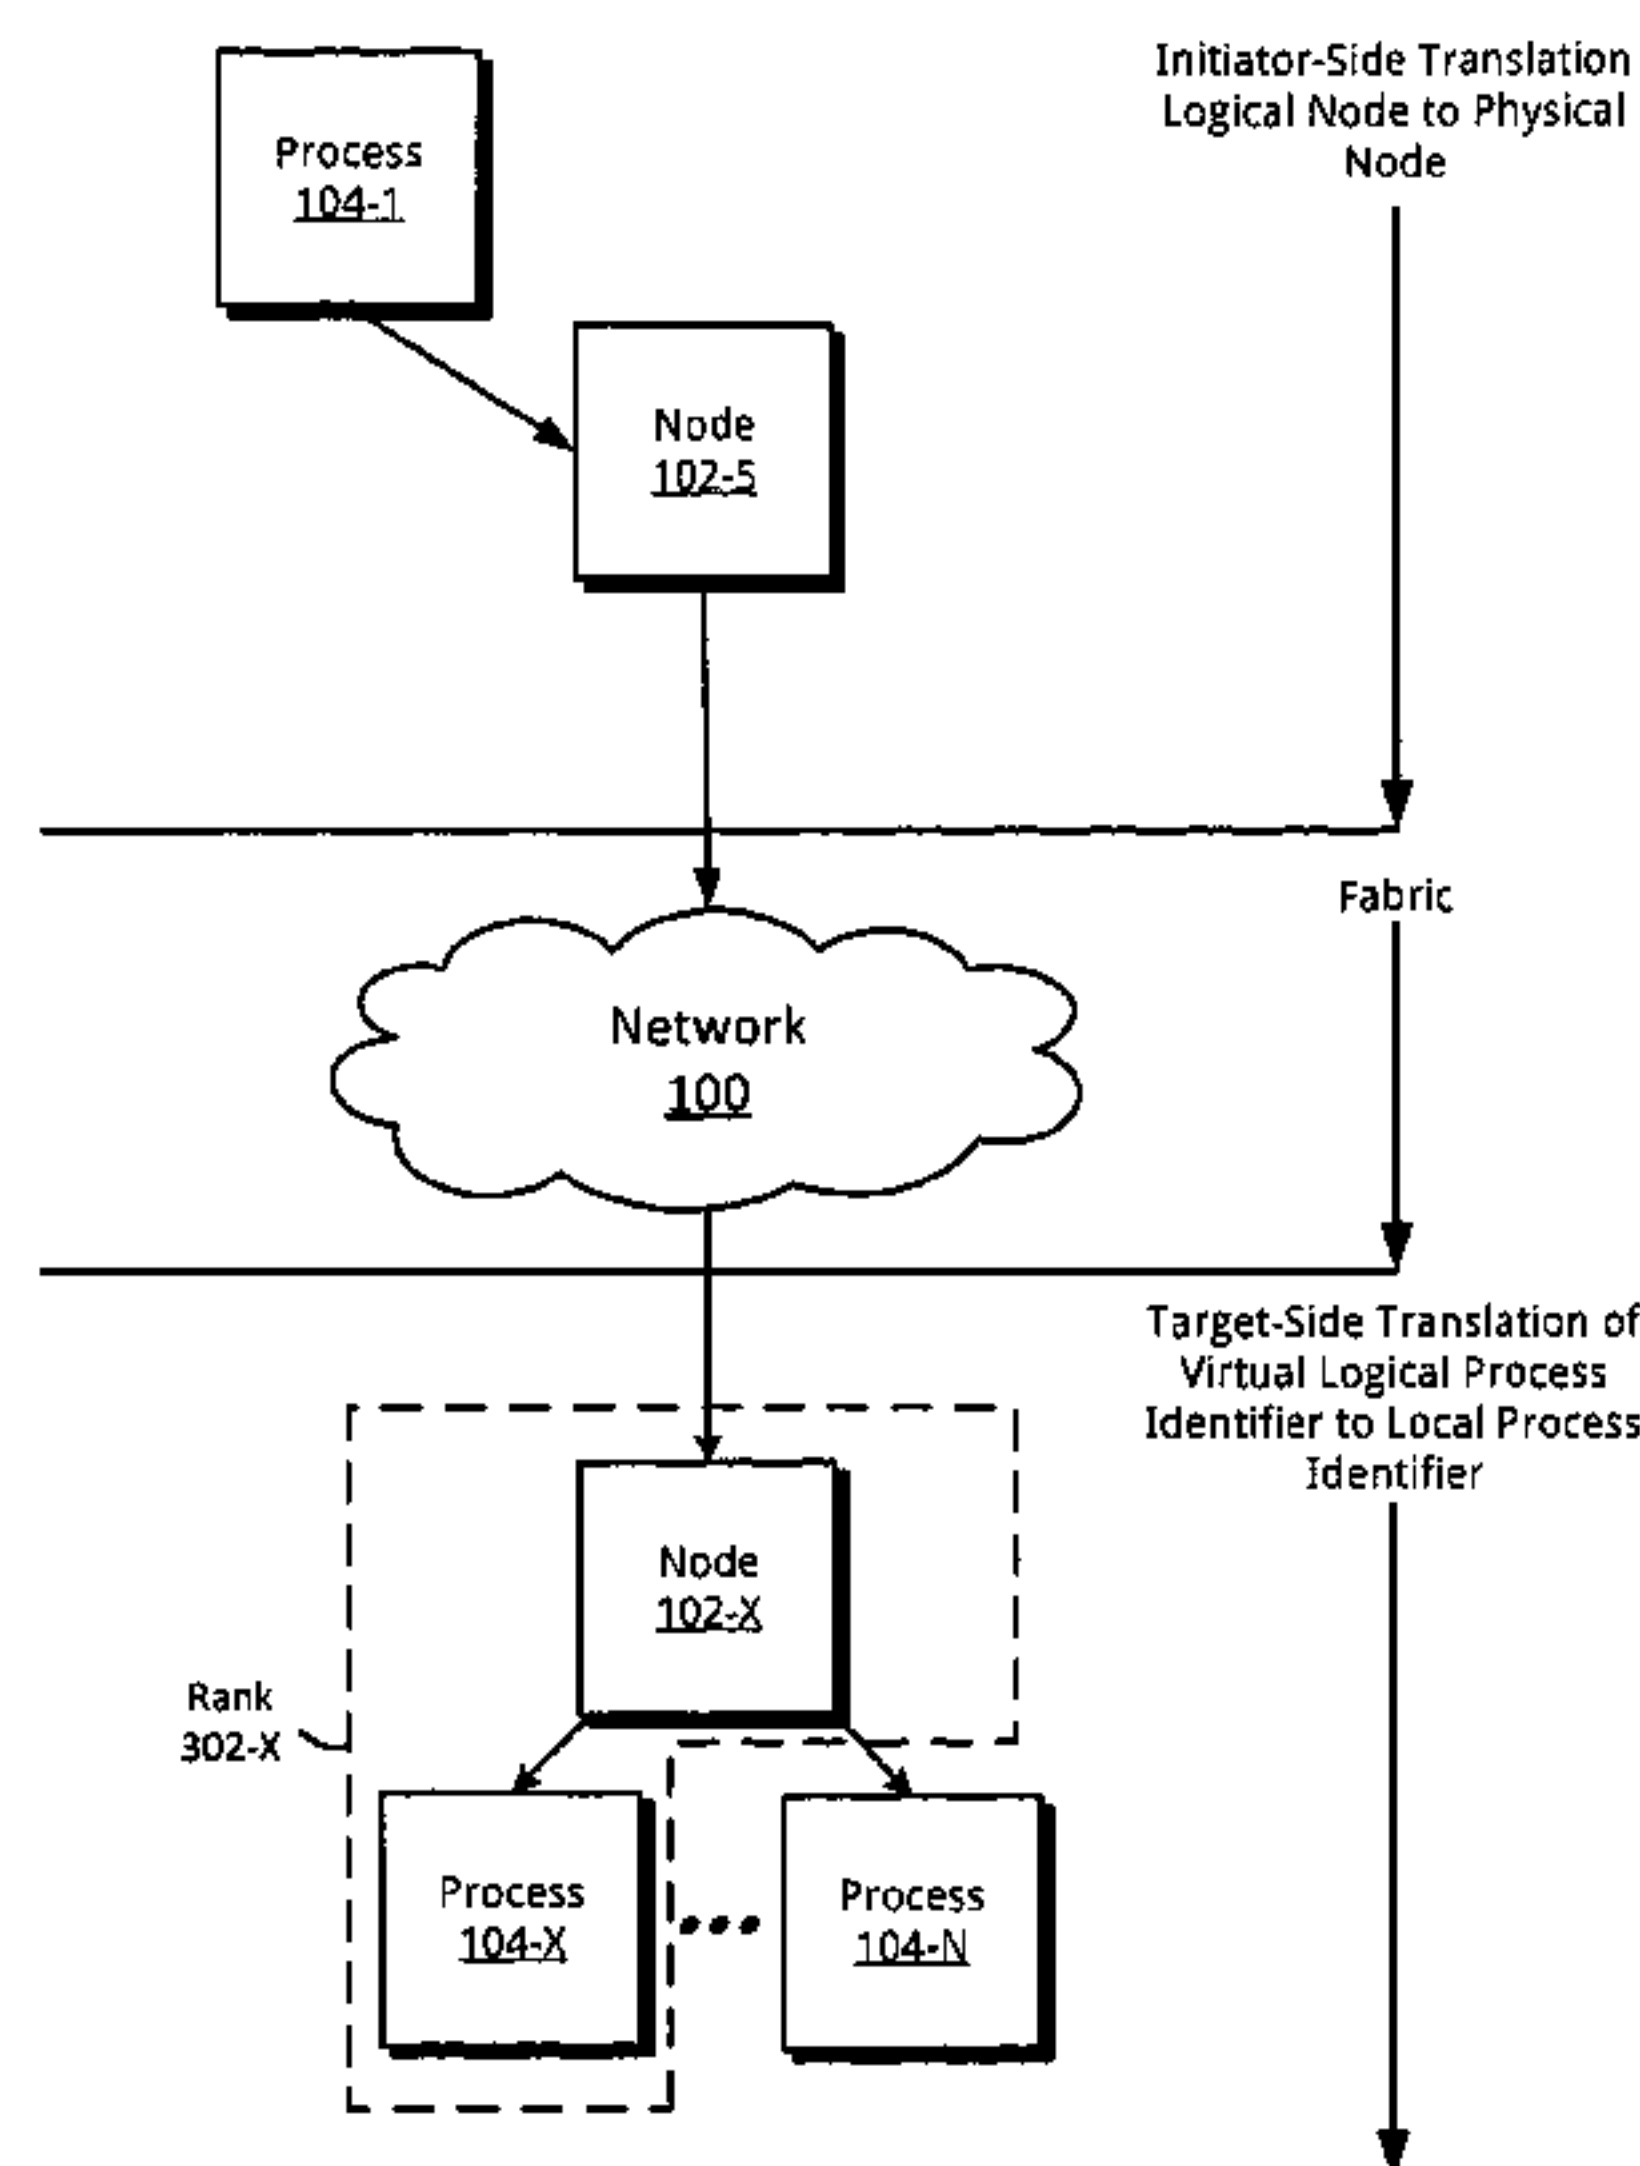 Process
104-1
Initiator-Side Translation
Logical Node to Physical
Node
Node
102-5
Fabric
Network
100
Target-Side Translation of
Virtual Logical Process
Identifier to Local Process
Identifier
Node
102-X
Rank
302-X
Process
104-X
Process
104-N